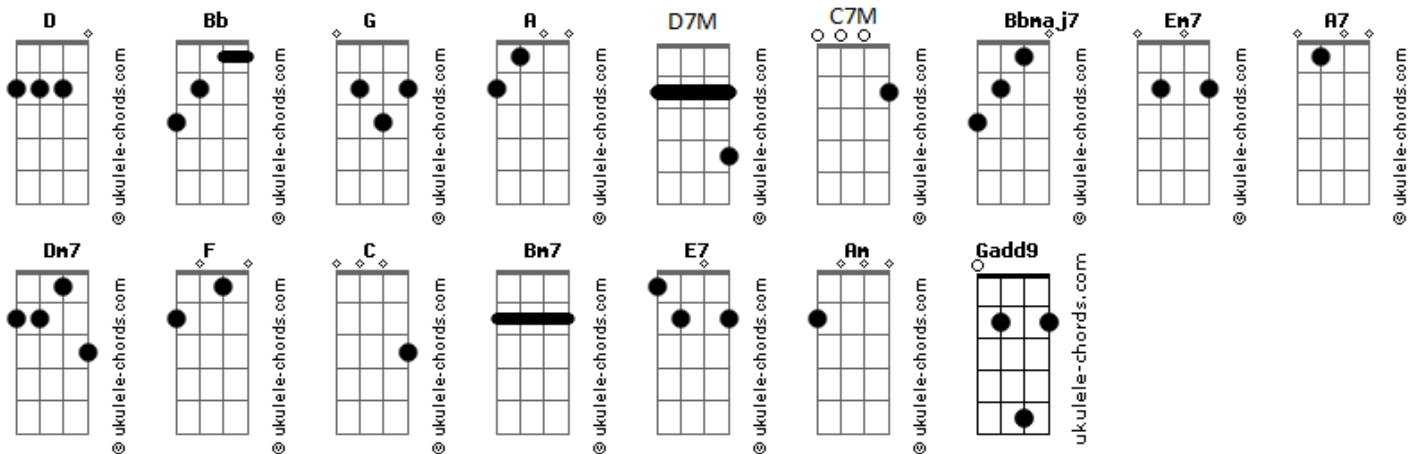 D Bb G A D7M C7M Bbmaj7 Em7 A7
© ukulele-chords.com © ukulele-chords.com © ukulele-chords.com © ukulele-chords.com © ukulele-chords.com © ukulele-chords.com © ukulele-chords.com © ukulele-chords.com © ukulele-chords.com
Dm7 F C Bm7 E7 Am Gadd9
© ukulele-chords.com © ukulele-chords.com © ukulele-chords.com © ukulele-chords.com © ukulele-chords.com © ukulele-chords.com ukulele-chords.com